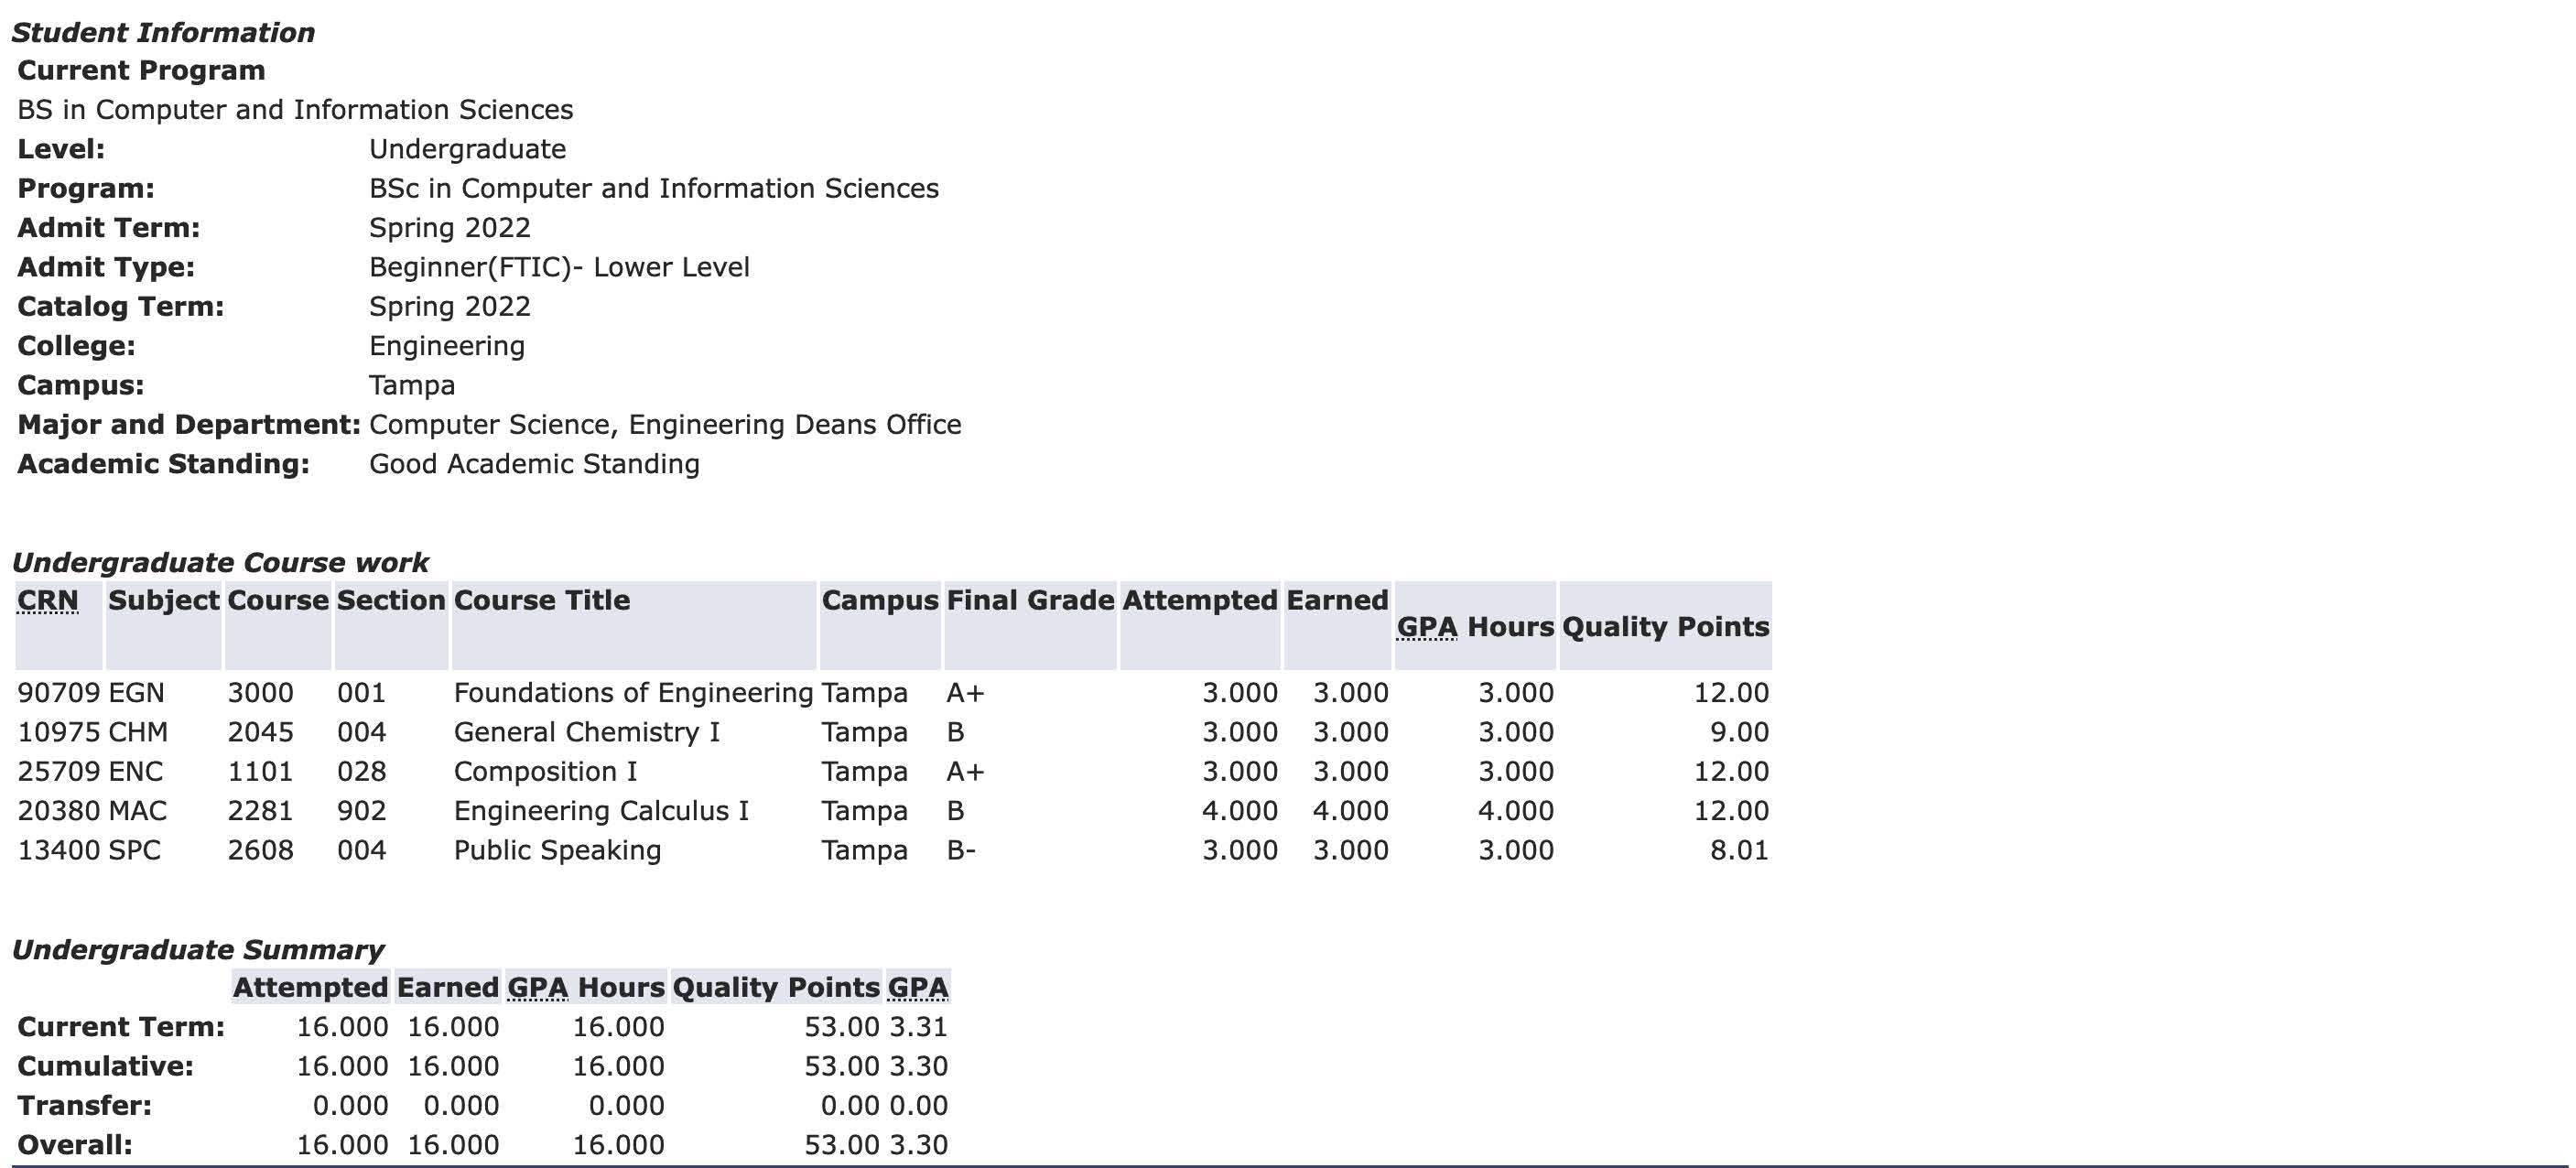 Student Information
Current Program
BS in Computer and Information Sciences
Level: Undergraduate
Program: BSc in Computer and Information Sciences
Admit Term: Spring 2022
Admit Type: Beginner(FTIC)- Lower Level
Catalog Term: Spring 2022
College: Engineering
Campus: Tampa
Major and Department: Computer Science, Engineering Deans Office
Academic Standing: Good Academic Standing
Undergraduate Course work
CRN Subject Course Section Course Title Campus Final Grade Attempted Earned GPA Hours Quality Points
90709 EGN 3000 001 Foundations of Engineering Tampa A+ 3.000 3.000 3.000 12.00
10975 CHM 2045 004 General Chemistry I Tampa B 3.000 3.000 3.000 9.00
25709 ENC 1101 028 Composition I Tampa A+ 3.000 3.000 3.000 12.00
20380 MAC 2281 902 Engineering Calculus I Tampa B 4.000 4.000 4.000 12.00
13400 SPC 2608 004 Public Speaking Tampa B- 3.000 3.000 3.000 8.01
Undergraduate Summary
Attempted Earned GPA Hours Quality Points GPA
Current Term: 16.000 16.000 16.000 53.00 3.31
Cumulative: 16.000 16.000 16.000 53.00 3.30
Transfer: 0.000 0.000 0.000 0.00 0.00
Overall: 16.000 16.000 16.000 53.00 3.30